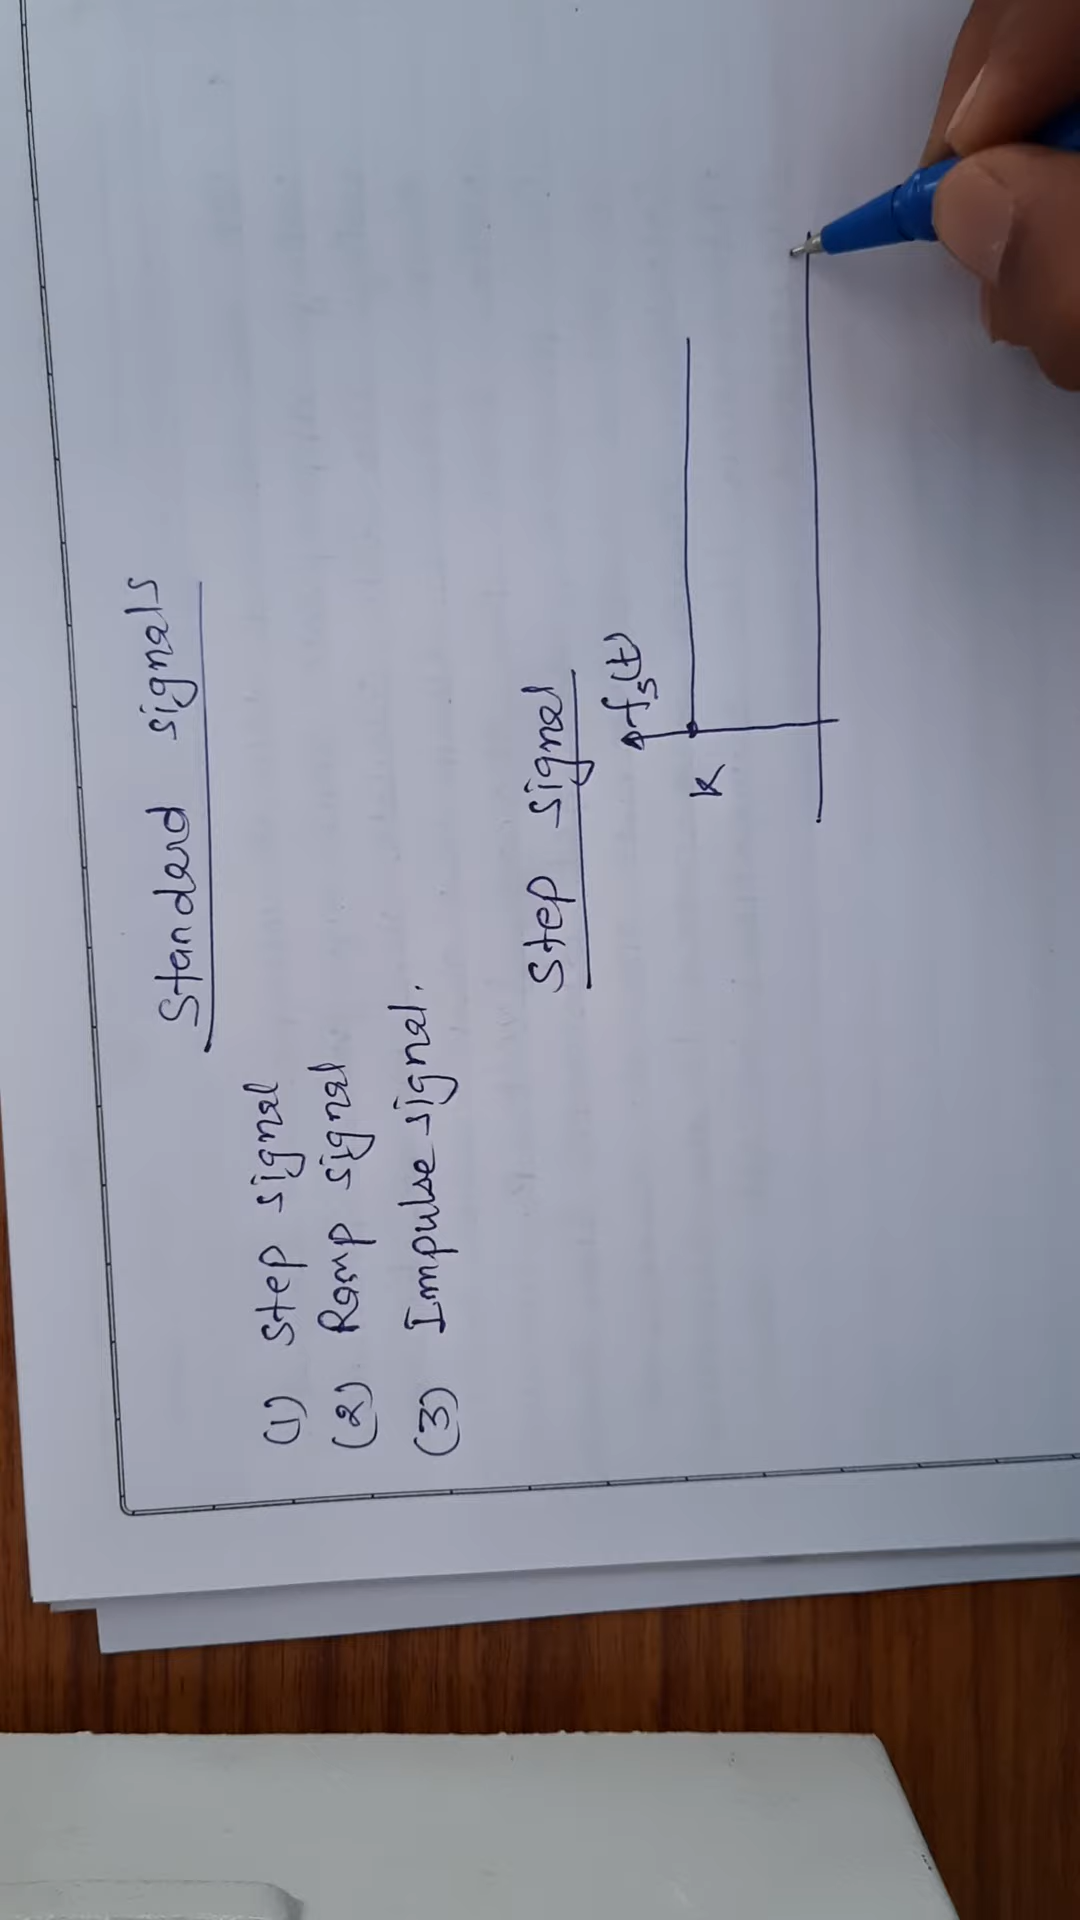 Standard signals
(1) Step signal
(2) Ramp signal
(3) Impulse signal.
Step signal
fs(t)
K